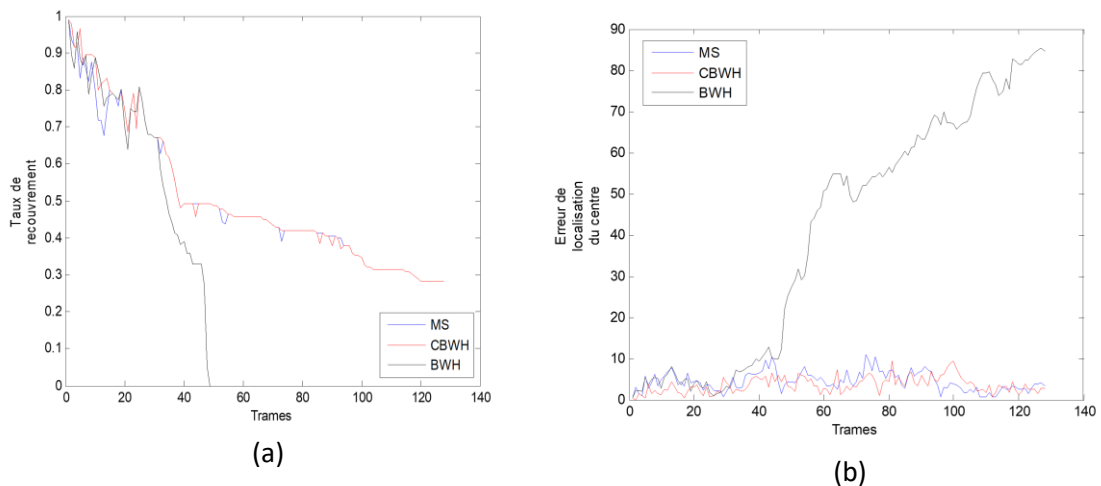 1
0.9
0.8
0.7
0.6
0.5
0.4
0.3
0.2
0.1
0
Taux de
recouvrement
MS
CBWH
BWH
0 20 40 60 80 100 120 140
Trames
(a)
90
80
70
60
50
40
30
20
10
0
Erreur de
localisation
du centre
MS
CBWH
BWH
0 20 40 60 80 100 120 140
Trames
(b)